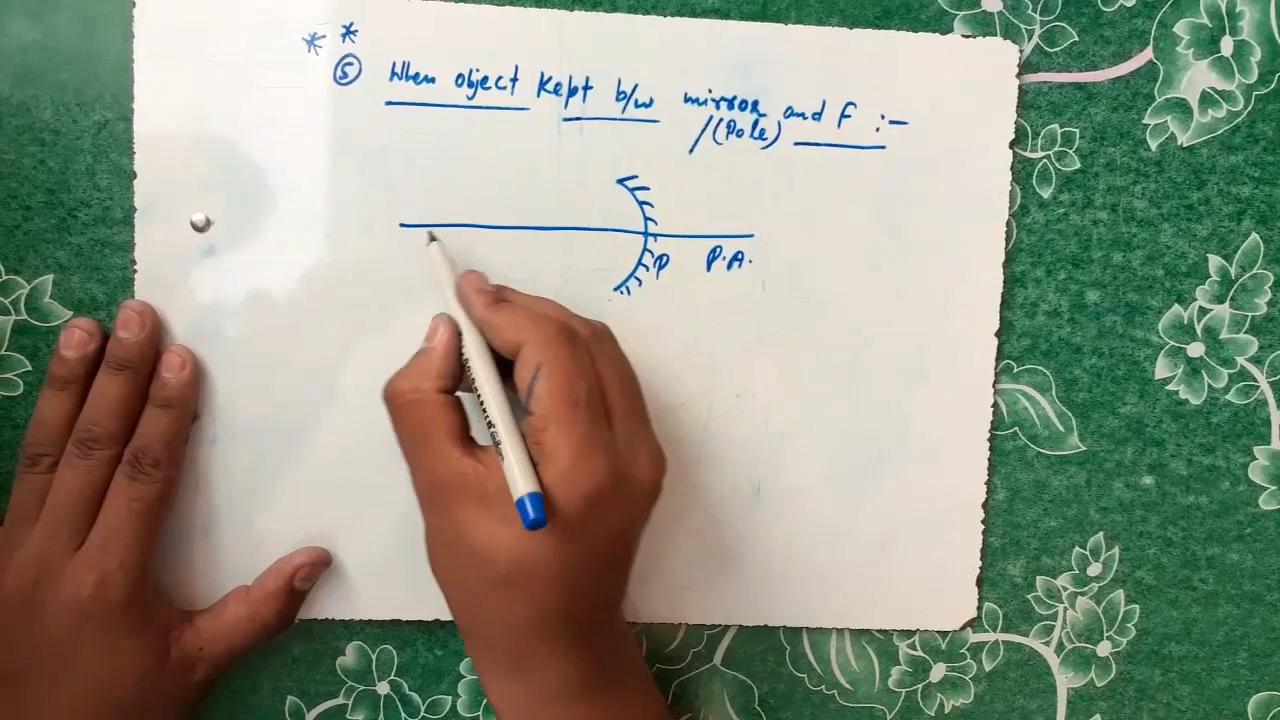 * *
⑤ When object kept b/w mirror and F :-
/(Pole)
P P.A.